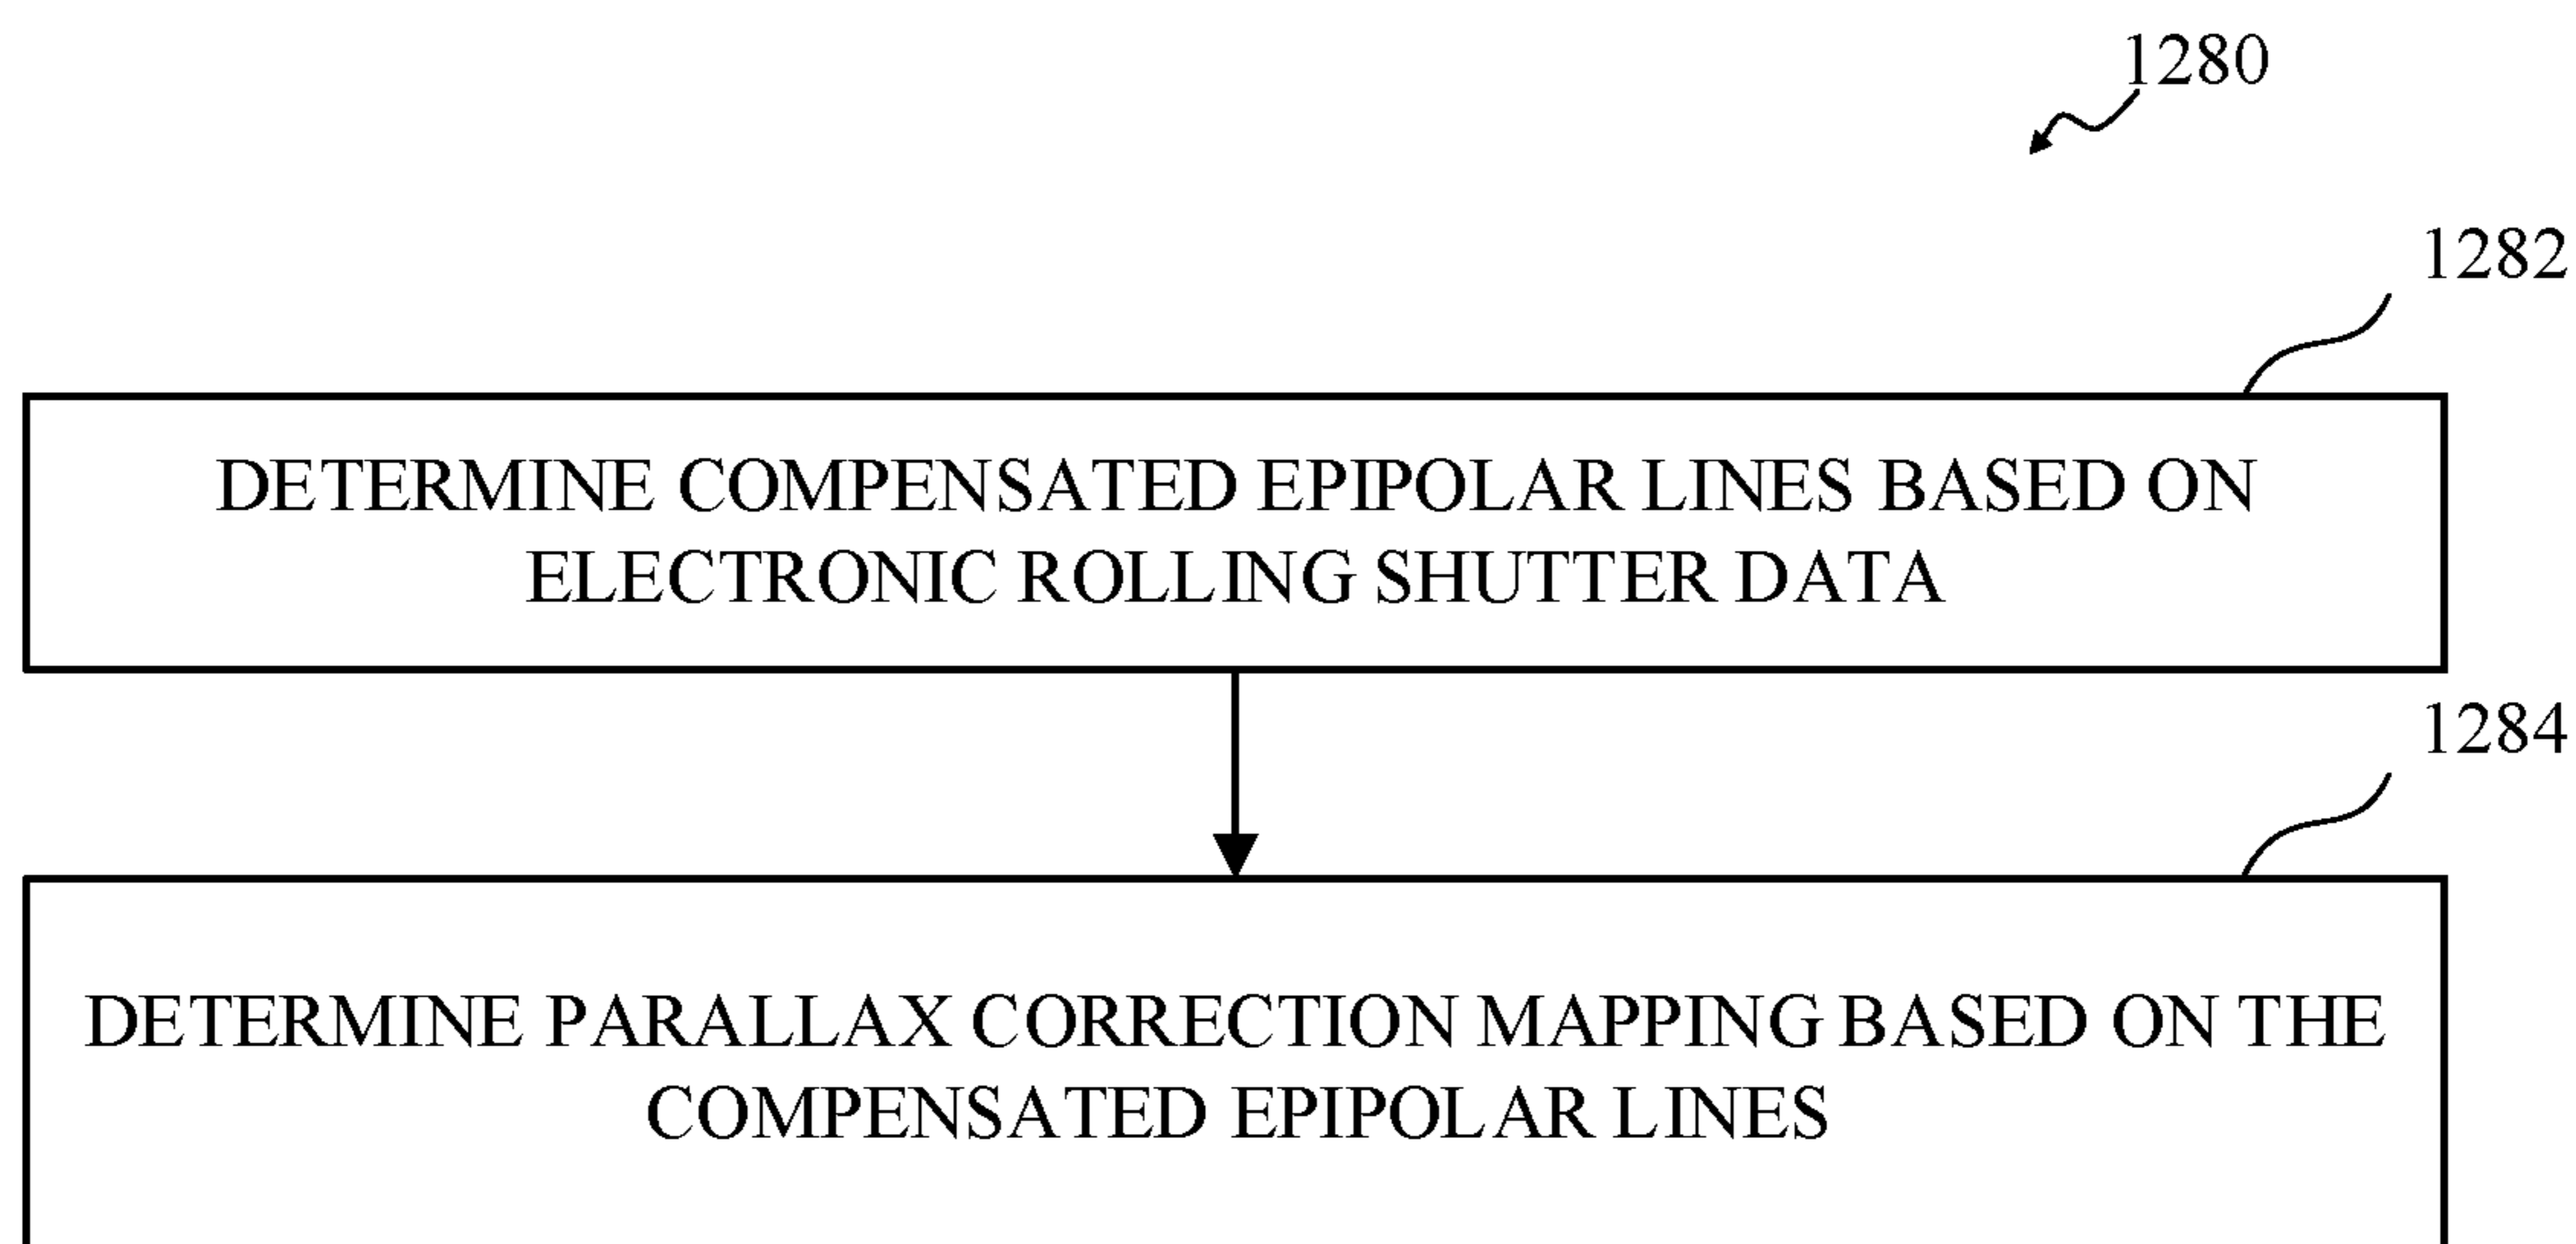 1280
1282
DETERMINE COMPENSATED EPIPOLAR LINES BASED ON
ELECTRONIC ROLLING SHUTTER DATA
1284
DETERMINE PARALLAX CORRECTION MAPPING BASED ON THE
COMPENSATED EPIPOLAR LINES